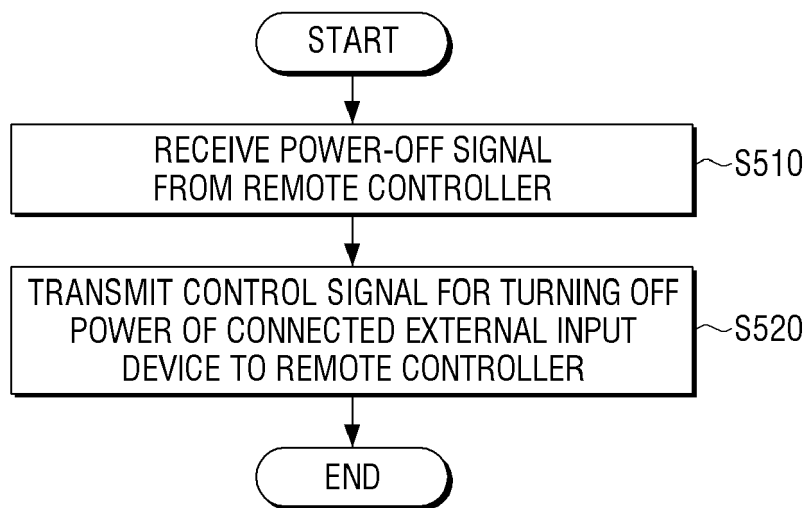 START
RECEIVE POWER-OFF SIGNAL
FROM REMOTE CONTROLLER
S510
TRANSMIT CONTROL SIGNAL FOR TURNING OFF
POWER OF CONNECTED EXTERNAL INPUT
DEVICE TO REMOTE CONTROLLER
S520
END